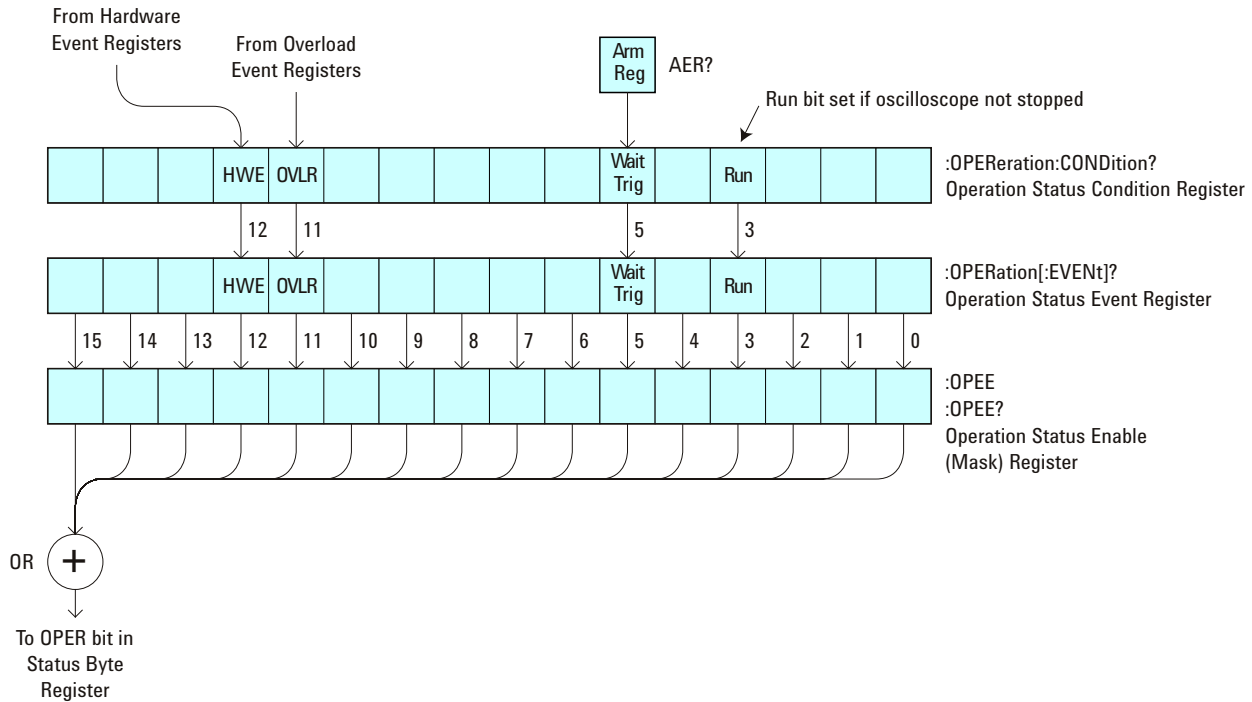 From Hardware
Event Registers
From Overload
Event Registers
Arm
Reg
AER?
Run bit set if oscilloscope not stopped
HWE OVLR
Wait
Trig
Run
:OPEReration:CONDition?
Operation Status Condition Register
12 11 5 3
HWE OVLR
Wait
Trig
Run
:OPERation[:EVENt]?
Operation Status Event Register
15 14 13 12 11 10 9 8 7 6 5 4 3 2 1 0
:OPEE
:OPEE?
Operation Status Enable
(Mask) Register
OR +
To OPER bit in
Status Byte
Register